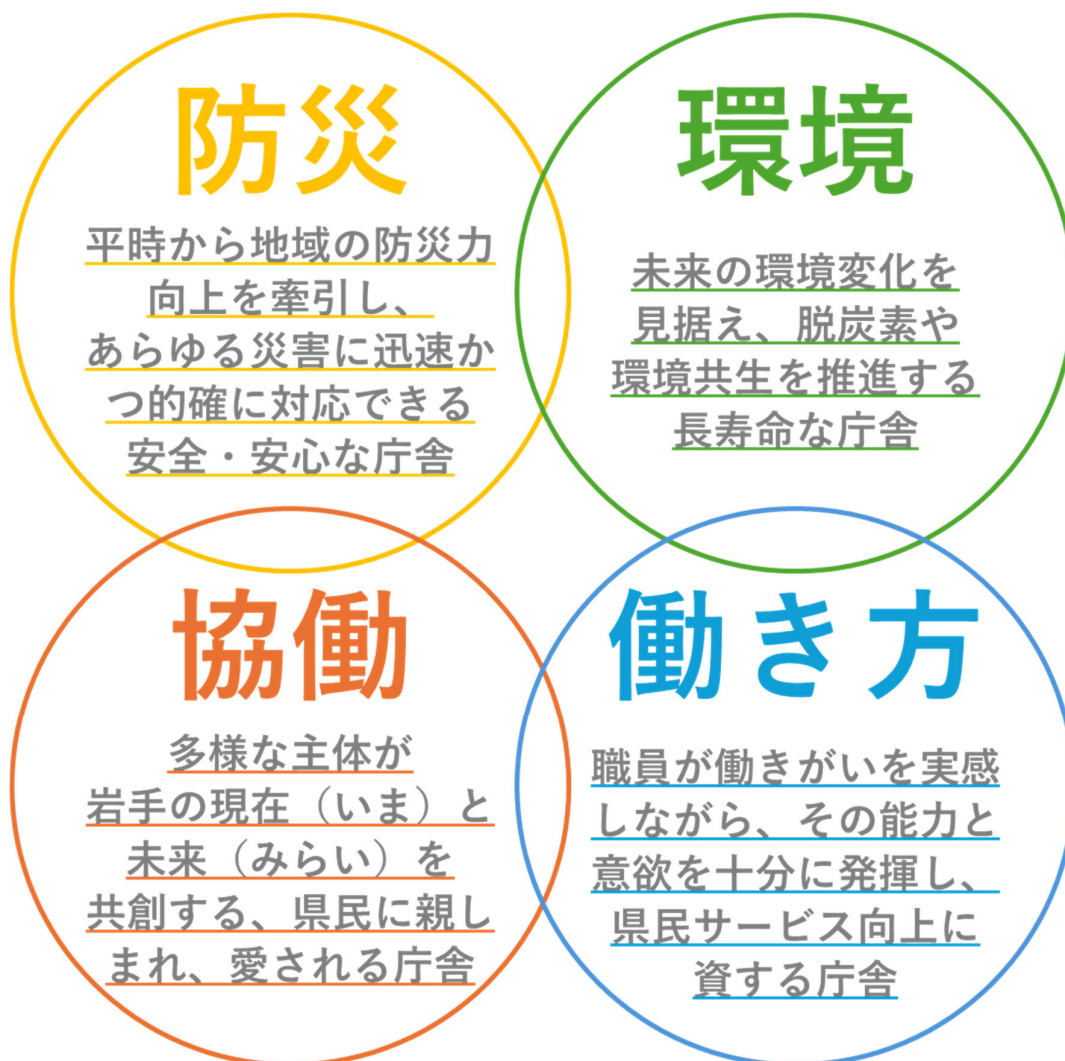 防災
平時から地域の防災力
向上を牽引し、
あらゆる災害に迅速か
つ的確に対応できる
安全・安心な庁舎
環境
未来の環境変化を
見据え、脱炭素や
環境共生を推進する
長寿命な庁舎
協働
多様な主体が
岩手の現在（いま）と
未来（みらい）を
共創する、県民に親し
まれ、愛される庁舎
働き方
職員が働きがいを実感
しながら、その能力と
意欲を十分に発揮し、
県民サービス向上に
資する庁舎